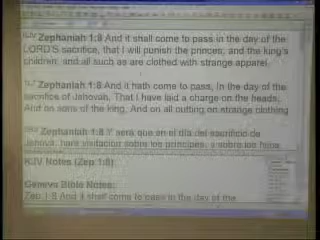 KJV Zephaniah 1:8 And it shall come to pass in the day of the
LORD'S sacrifice, that I will punish the princes, and the king's
children, and all such as are clothed with strange apparel.
Zephaniah 1:8 And it hath come to pass, In the day of the
sacrifice of Jehovah, That I have laid a charge on the heads,
And on sons of the king, And on all putting on strange clothing
Zephaniah 1:8 Y será que en el día del sacrificio de
Jehová, haré visitación sobre los príncipes, y sobre los hijos
KJV Notes (Zep 1:8):
Geneva Bible Notes:
Zep 1:8 And it shall come to pass in the day of the